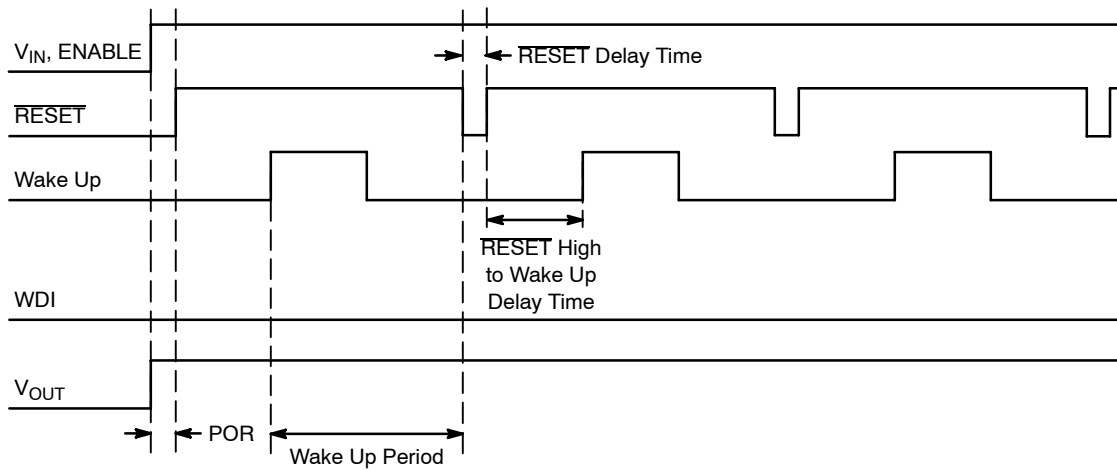 V_IN, ENABLE
RESET Delay Time
RESET
Wake Up
RESET High
to Wake Up
Delay Time
WDI
V_OUT
POR
Wake Up Period